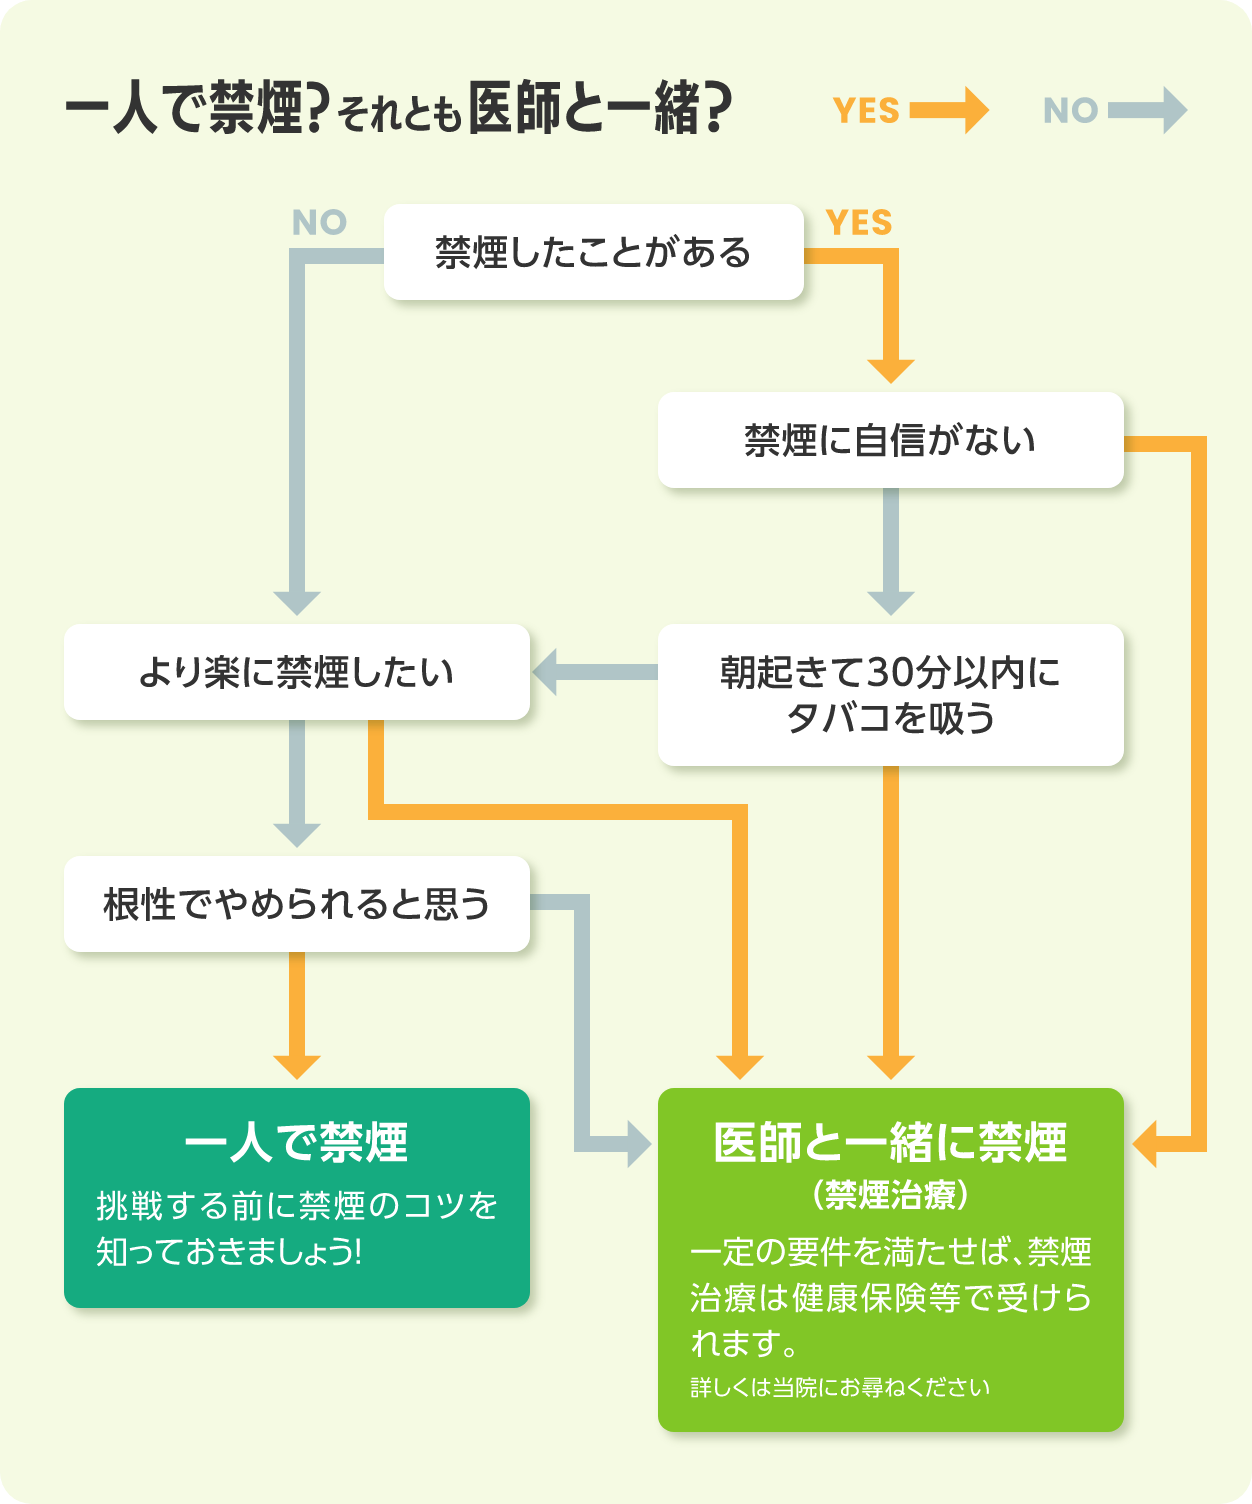 一人で禁煙?それとも医師と一緒?
YES
NO
NO
禁煙したことがある
YES
禁煙に自信がない
より楽に禁煙したい
朝起きて30分以内に
タバコを吸う
根性でやめられると思う
一人で禁煙
挑戦する前に禁煙のコツを
知っておきましょう!
医師と一緒に禁煙
(禁煙治療)
一定の要件を満たせば、禁煙
治療は健康保険等で受けら
れます。
詳しくは当院にお尋ねください